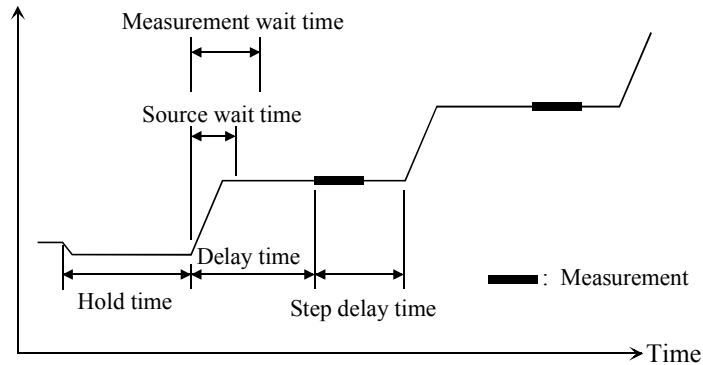 Measurement wait time
Source wait time
Delay time
Hold time
Step delay time
: Measurement
Time